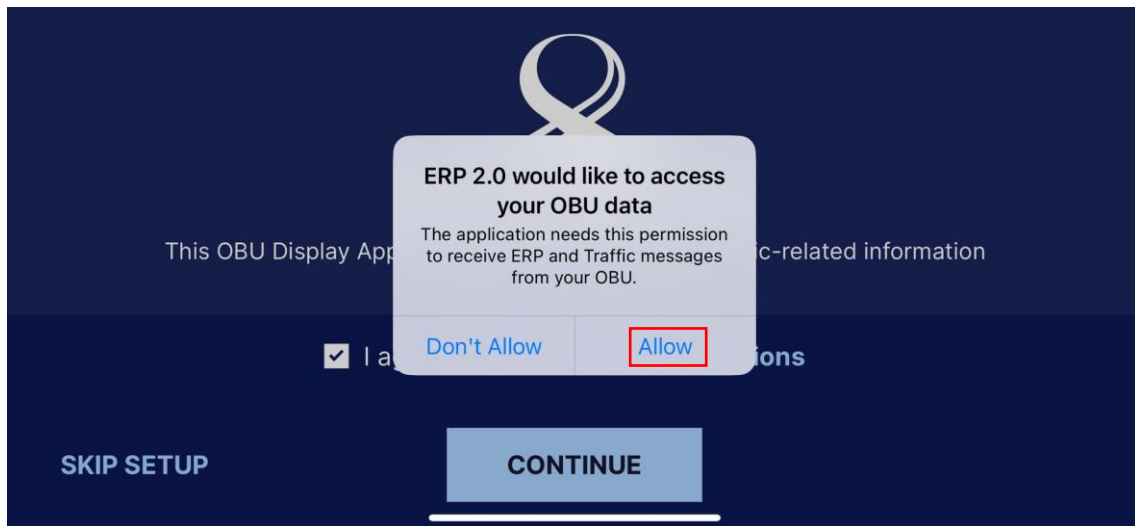 ERP 2.0 would like to access
your OBU data
The application needs this permission
to receive ERP and Traffic messages
from your OBU.
This OBU Display App c-related information
Don't Allow Allow
I a ions
SKIP SETUP CONTINUE